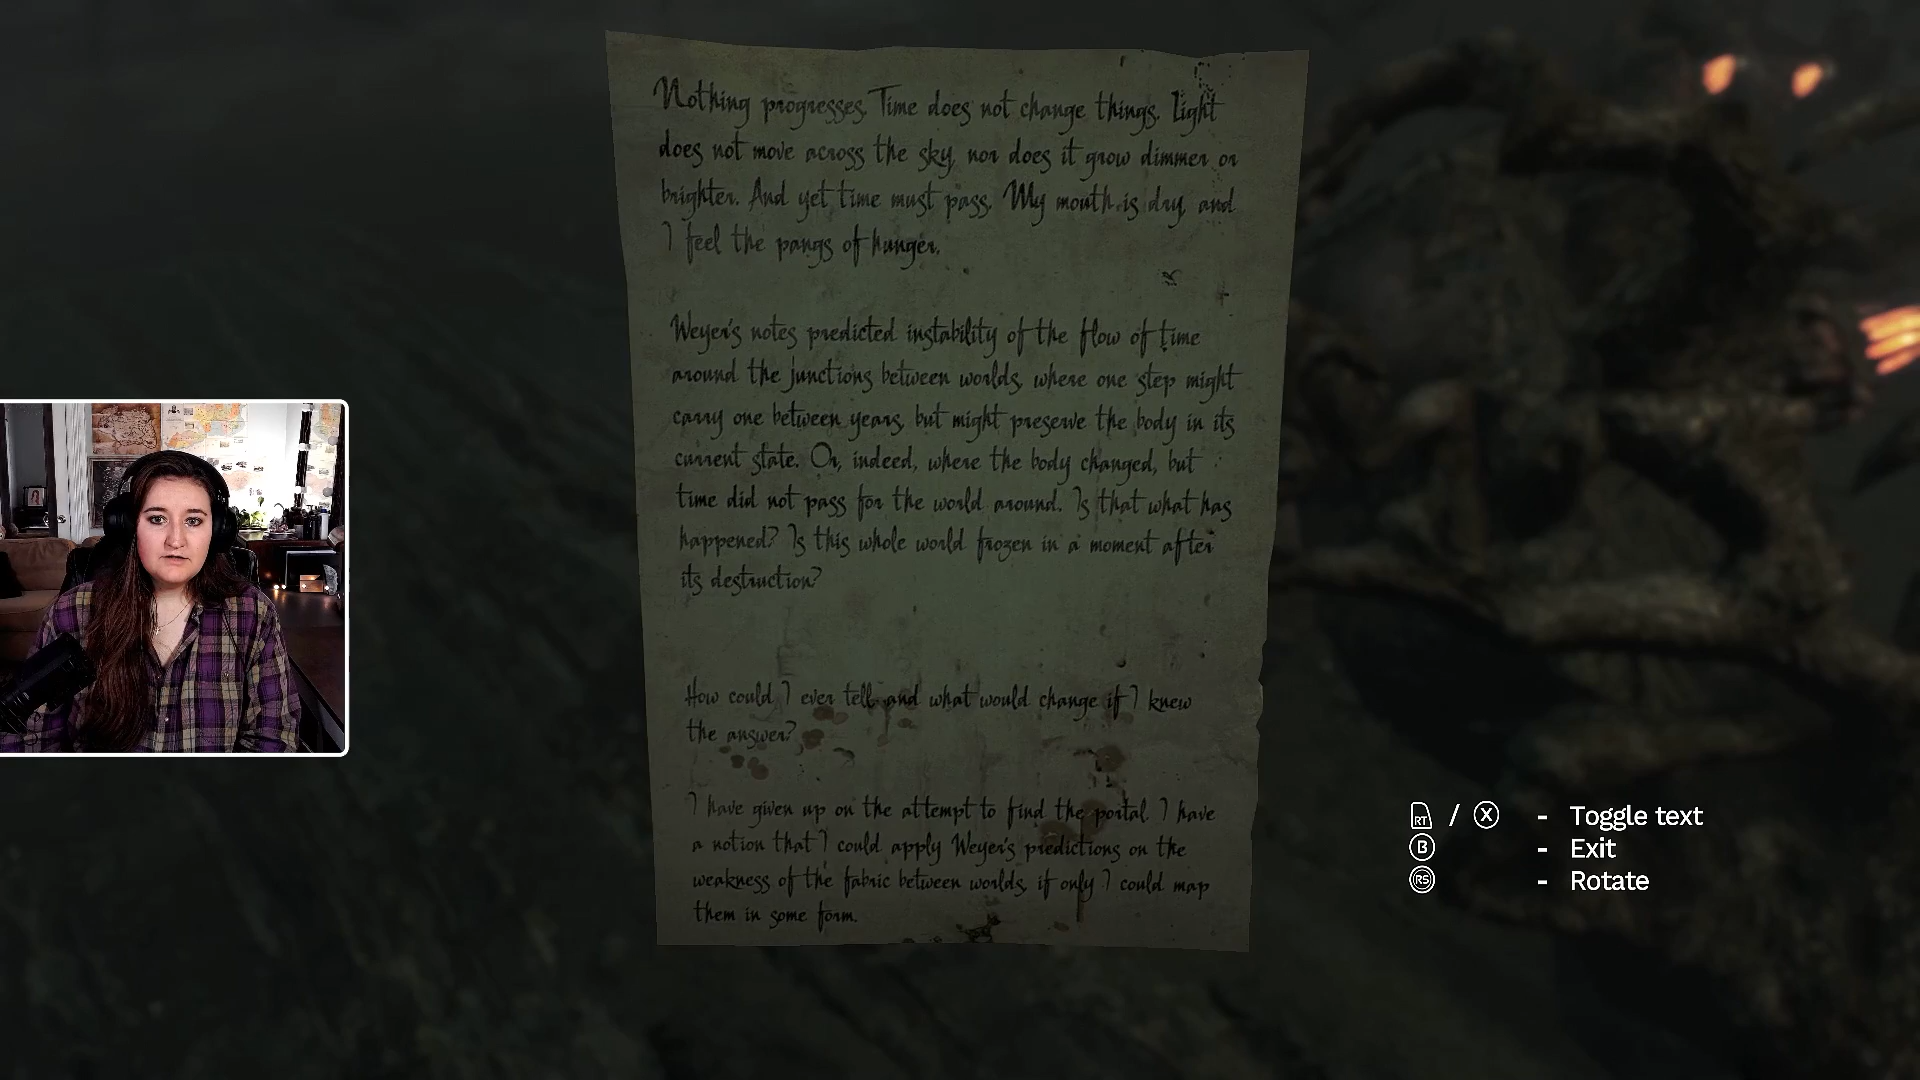 Nothing progresses. Time does not change things. Light
does not move across the sky, nor does it grow dimmer or
brighter. And yet time must pass. My mouth is dry, and
I feel the pangs of hunger.
Weyer's notes predicted instability of the flow of time
around the junctions between worlds, where one step might
carry one between years, but might preserve the body in its
current state. Or, indeed, where the body changed, but
time did not pass for the world around. Is that what has
happened? Is this whole world frozen in a moment after
its destruction?
How could I ever tell, and what would change if I knew
the answer?
I have given up on the attempt to find the portal. I have
a notion that I could apply Weyer's predictions on the
weakness of the fabric between worlds, if only I could map
them in some form.
RT / X - Toggle text
B - Exit
RS - Rotate